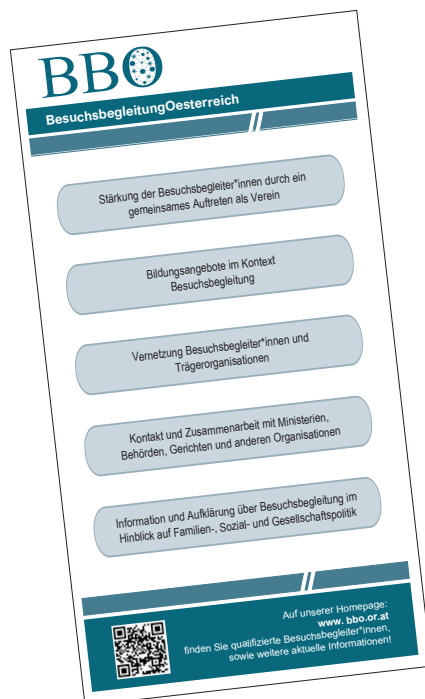 BBO
BesuchsbegleitungOesterreich
Stärkung der Besuchsbegleiter*innen durch ein
gemeinsames Auftreten als Verein
Bildungsangebote im Kontext
Besuchsbegleitung
Vernetzung Besuchsbegleiter*innen und
Trägerorganisationen
Kontakt und Zusammenarbeit mit Ministerien,
Behörden, Gerichten und anderen Organisationen
Information und Aufklärung über Besuchsbegleitung im
Hinblick auf Familien-, Sozial- und Gesellschaftspolitik
Auf unserer Homepage:
www. bbo.or.at
finden Sie qualifizierte Besuchsbegleiter*innen,
sowie weitere aktuelle Informationen!